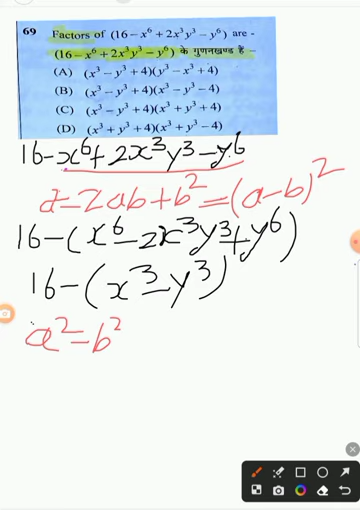 69 Factors of (16 – x⁶ + 2x³y³ – y⁶) are -
(16 – x⁶ + 2x³y³ – y⁶) के गुणनखण्ड हैं –
(A) (x³ – y³ + 4)(y³ – x³ + 4)
(B) (x³ – y³ + 4)(x³ – y³ – 4)
(C) (x³ – y³ + 4)(x³ + y³ + 4)
(D) (x³ + y³ + 4)(x³ + y³ – 4)
16 – x⁶ + 2x³y³ – y⁶
a² – 2ab + b² = (a – b)²
16 – (x⁶ – 2x³y³ + y⁶)
16 – (x³ – y³)
a² = b²